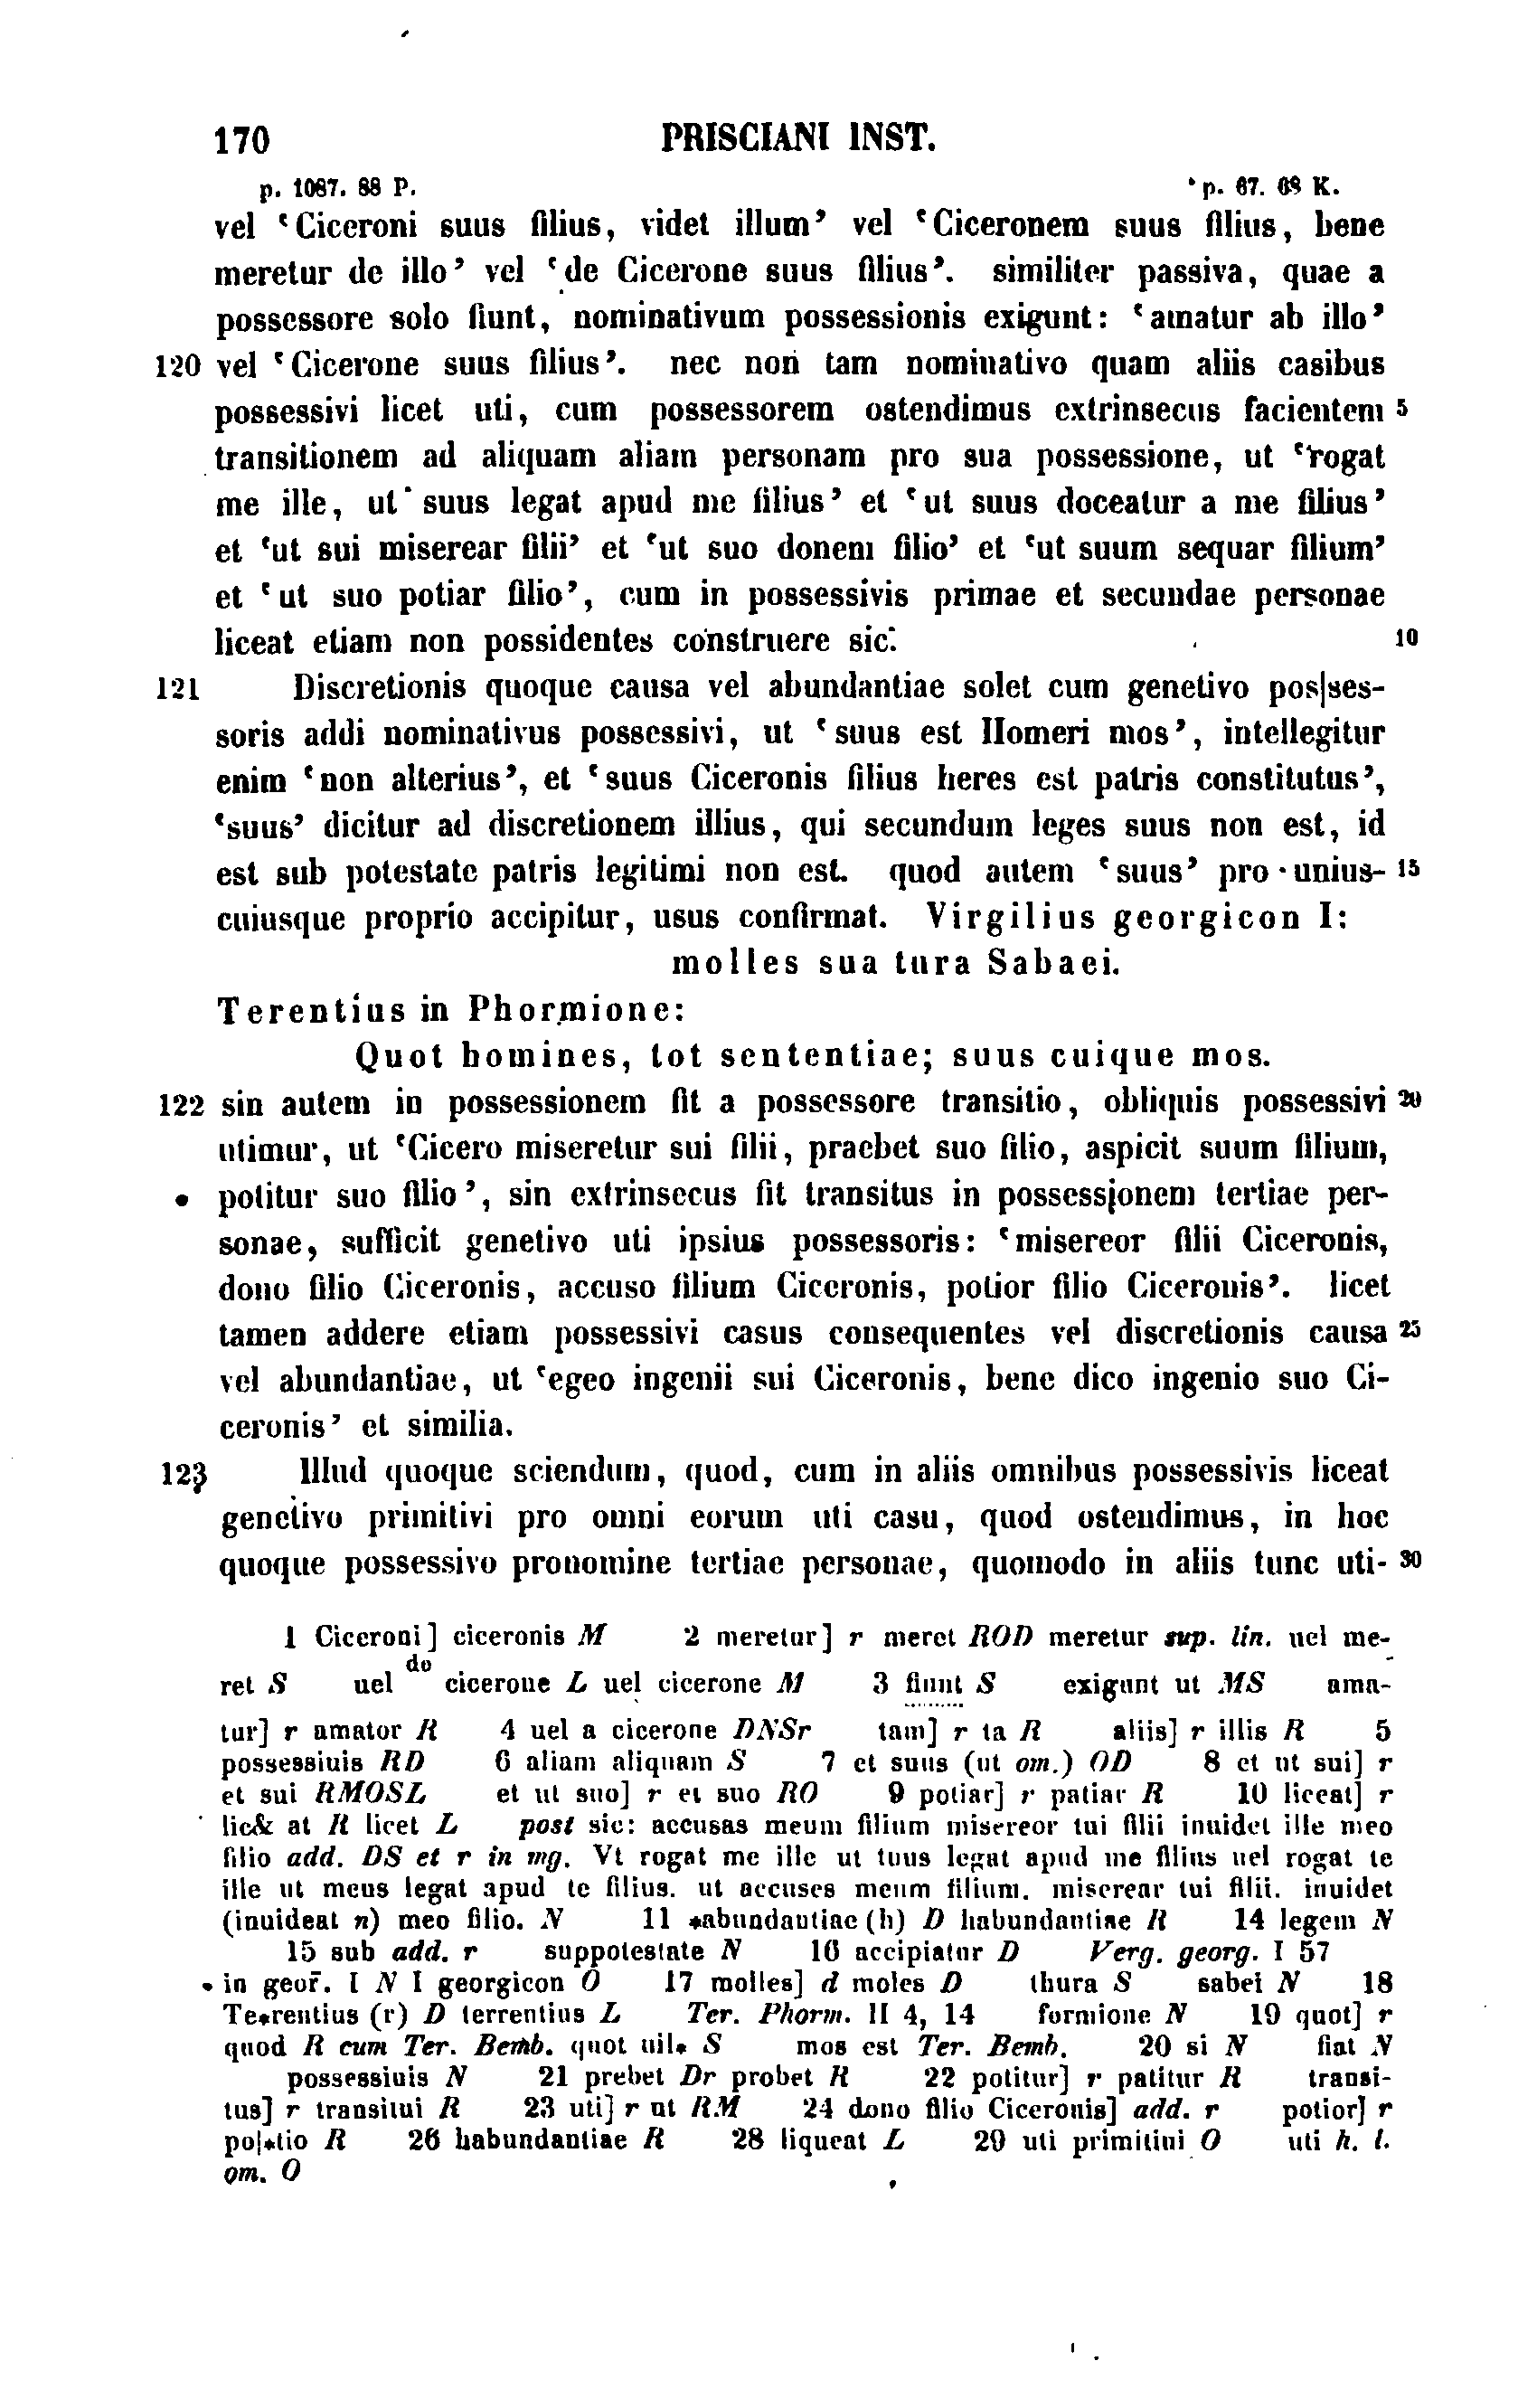 170 PRISCIANI INST.
p. 1087. 88 P. p. 67. 68 K.
vel ‘Ciceroni suus filius, videt illum’ vel ‘Ciceronem suus filius, bene
meretur de illo’ vel ‘de Cicerone suus filius’. similiter passiva, quae a
possessore solo fiunt, nominativum possessionis exigunt: ‘amatur ab illo’
120 vel ‘Cicerone suus filius’. nec non tam nominativo quam aliis casibus
possessivi licet uti, cum possessorem ostendimus extrinsecus facientem 5
transitionem ad aliquam aliam personam pro sua possessione, ut ‘rogat
me ille, ut suus legat apud me filius’ et ‘ut suus doceatur a me filius’
et ‘ut sui miserear filii’ et ‘ut suo donem filio’ et ‘ut suum sequar filium’
et ‘ut suo potiar filio’, cum in possessivis primae et secundae personae
liceat etiam non possidentes construere sic: 10
121 Discretionis quoque causa vel abundantiae solet cum genetivo pos|ses-
soris addi nominativus possessivi, ut ‘suus est Homeri mos’, intellegitur
enim ‘non alterius’, et ‘suus Ciceronis filius heres est patris constitutus’,
‘suus’ dicitur ad discretionem illius, qui secundum leges suus non est, id
est sub potestate patris legitimi non est. quod autem ‘suus’ pro unius- 15
cuiusque proprio accipitur, usus confirmat. Virgilius georgicon I:
molles sua tura Sabaei.
Terentius in Phormione:
Quot homines, tot sententiae; suus cuique mos.
122 sin autem in possessionem fit a possessore transitio, obliquis possessivi 20
utimur, ut ‘Cicero miseretur sui filii, praebet suo filio, aspicit suum filium,
potitur suo filio’, sin extrinsecus fit transitus in possessionem tertiae per-
sonae, sufficit genetivo uti ipsius possessoris: ‘misereor filii Ciceronis,
dono filio Ciceronis, accuso filium Ciceronis, potior filio Ciceronis’. licet
tamen addere etiam possessivi casus consequentes vel discretionis causa 25
vel abundantiae, ut ‘egeo ingenii sui Ciceronis, bene dico ingenio suo Ci-
ceronis’ et similia.
123 Illud quoque sciendum, quod, cum in aliis omnibus possessivis liceat
genetivo primitivi pro omni eorum uti casu, quod ostendimus, in hoc
quoque possessivo pronomine tertiae personae, quomodo in aliis tunc uti- 30
1 Ciceroni] ciceronis M 2 meretur] r meret ROD meretur sup. lin. uel me-
ret S uel de cicerone L uel cicerone M 3 fiunt S exigunt ut MS ama-
tur] r amator R 4 uel a cicerone DNSr tam] r ta R aliis] r illis R 5
possessiuis RD 6 aliam aliquam S 7 et suus (ut om.) OD 8 et ut sui] r
et sui RMOSL et ut suo] r et suo RO 9 potiar] r patiar R 10 liceat] r
lic& at R licet L post sic: accusas meum filium misereor tui filii inuidet ille meo
filio add. DS et r in mg. Vt rogat me ille ut tuus legat apud me filius uel rogat te
ille ut meus legat apud te filius. ut accuses meum filium. miserear tui filii. inuidet
(inuideat n) meo filio. N 11 *abundantiae (h) D habundantiae R 14 legem N
15 sub add. r suppotestate N 16 accipiatur D Verg. georg. I 57
in geor̄. I N I georgicon O 17 molles] d moles D thura S sabei N 18
Te*rentius (r) D terrentius L Ter. Phorm. II 4, 14 formione N 19 quot] r
quod R cum Ter. Bemb. quot uil* S mos est Ter. Bemb. 20 si N fiat N
possessiuis N 21 prebet Dr probet R 22 potitur] r patitur R transi-
tus] r transitui R 23 uti] r ut RM 24 dono filio Ciceronis] add. r potior] r
po|*tio R 26 habundantiae R 28 liqueat L 29 uti primitiui O uti h. l.
om. O